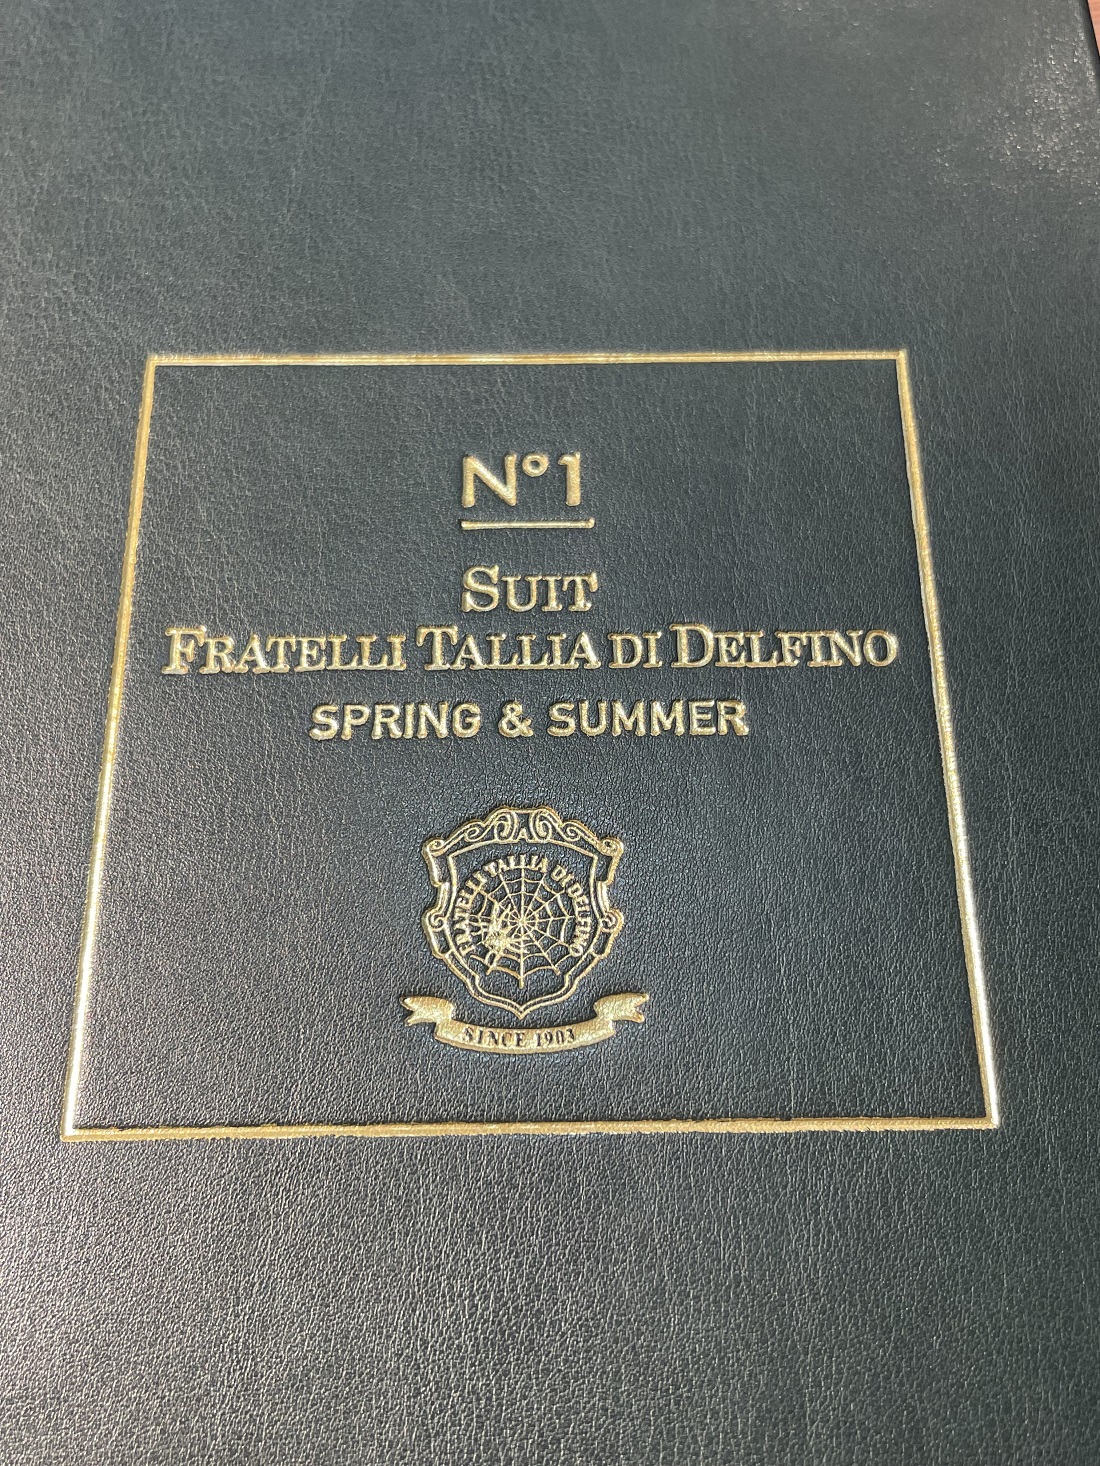 N°1
SUIT
FRATELLI TALLIA DI DELFINO
SPRING & SUMMER
FRATELLI TALLIA DI DELFINO
SINCE 1903